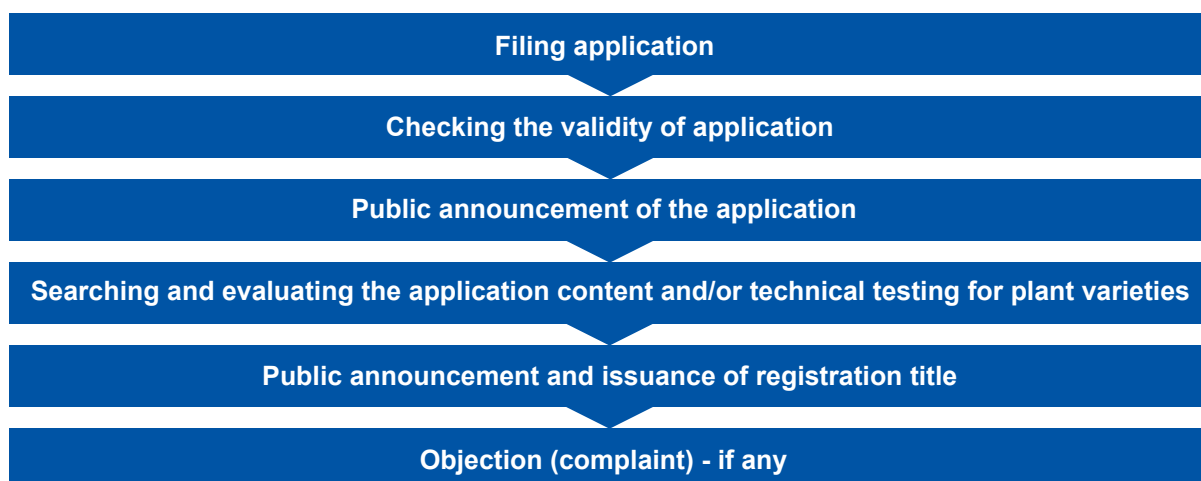 Filing application
Checking the validity of application
Public announcement of the application
Searching and evaluating the application content and/or technical testing for plant varieties
Public announcement and issuance of registration title
Objection (complaint) - if any